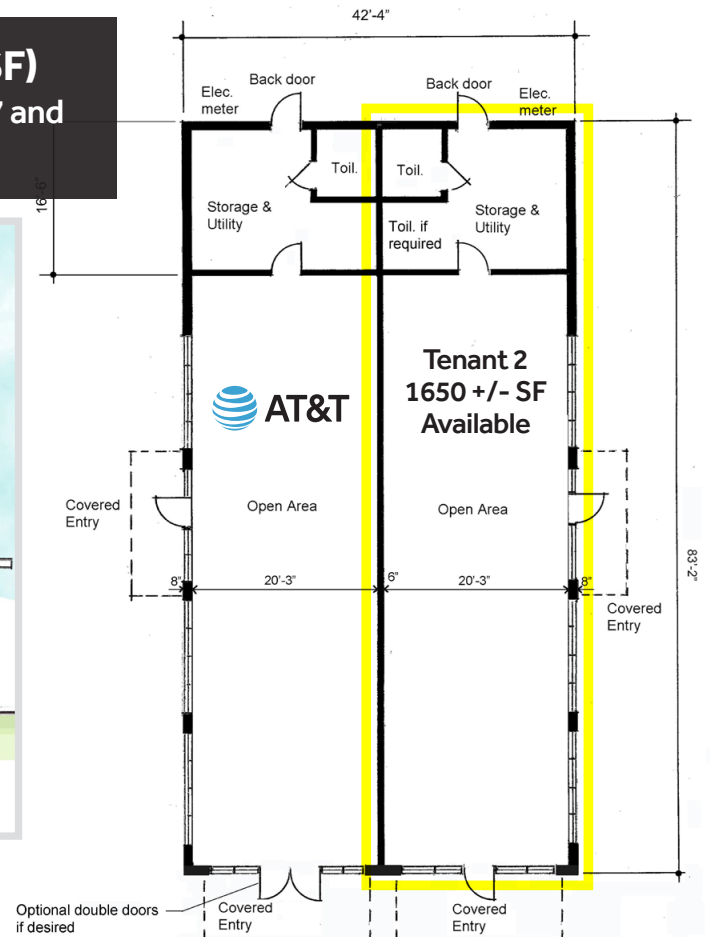 SF)
and
42'-4"
Back door
Back door
Elec.
meter
Elec.
meter
16'-6"
Toil.
Toil.
Storage &
Utility
Toil. if
required
Storage &
Utility
AT&T
Tenant 2
1650 +/- SF
Available
Covered
Entry
Open Area
Open Area
8"
20'-3"
6"
20'-3"
8"
83'-2"
Covered
Entry
Optional double doors
if desired
Covered
Entry
Covered
Entry